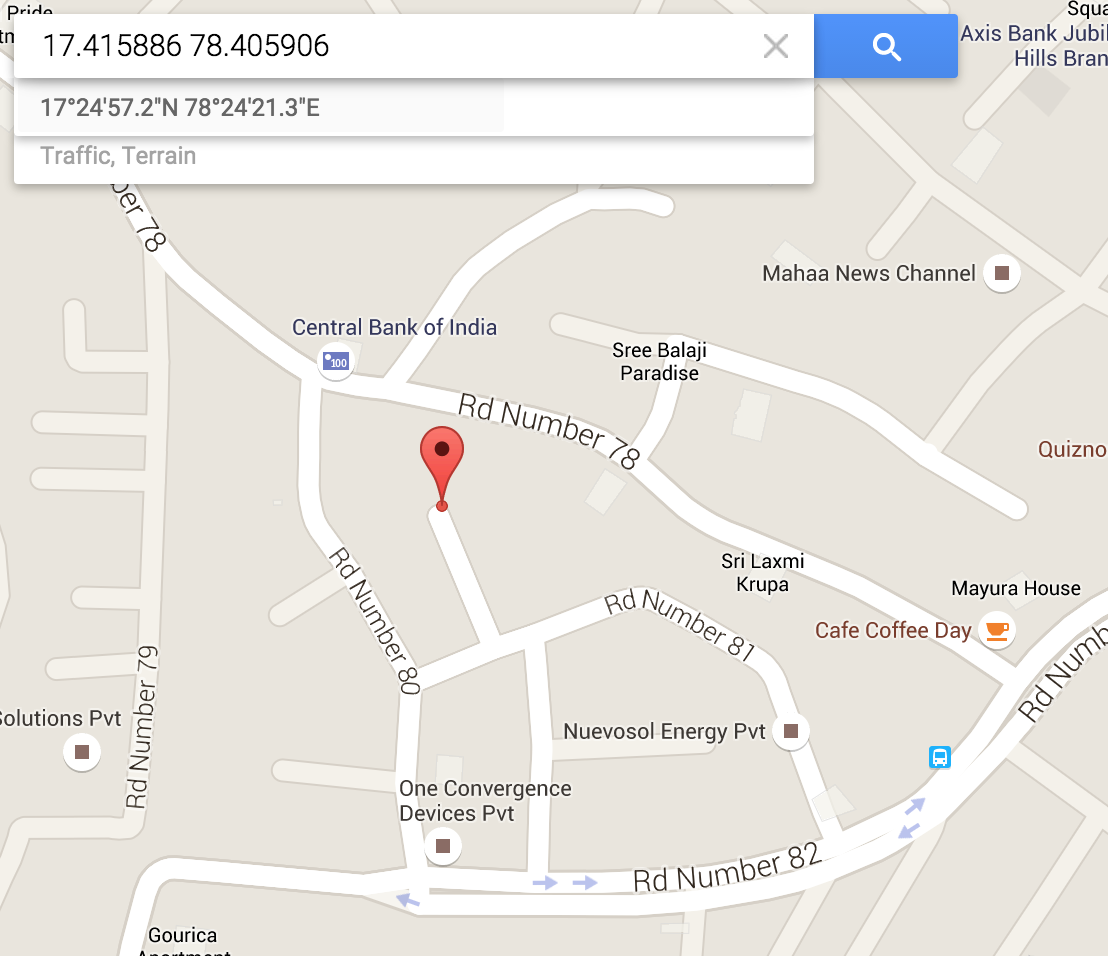 Pride
17.415886 78.405906
Squa
Axis Bank Jubil
Hills Bran
17°24'57.2"N 78°24'21.3"E
Traffic, Terrain
ber 78
Mahaa News Channel
Central Bank of India
100
Sree Balaji
Paradise
Rd Number 78
Quizno
Sri Laxmi
Krupa
Mayura House
Rd Number 80
Rd Number 81
Cafe Coffee Day
Rd Numb
Rd Number 79
Solutions Pvt
Nuevosol Energy Pvt
One Convergence
Devices Pvt
Rd Number 82
Gourica
Apartment